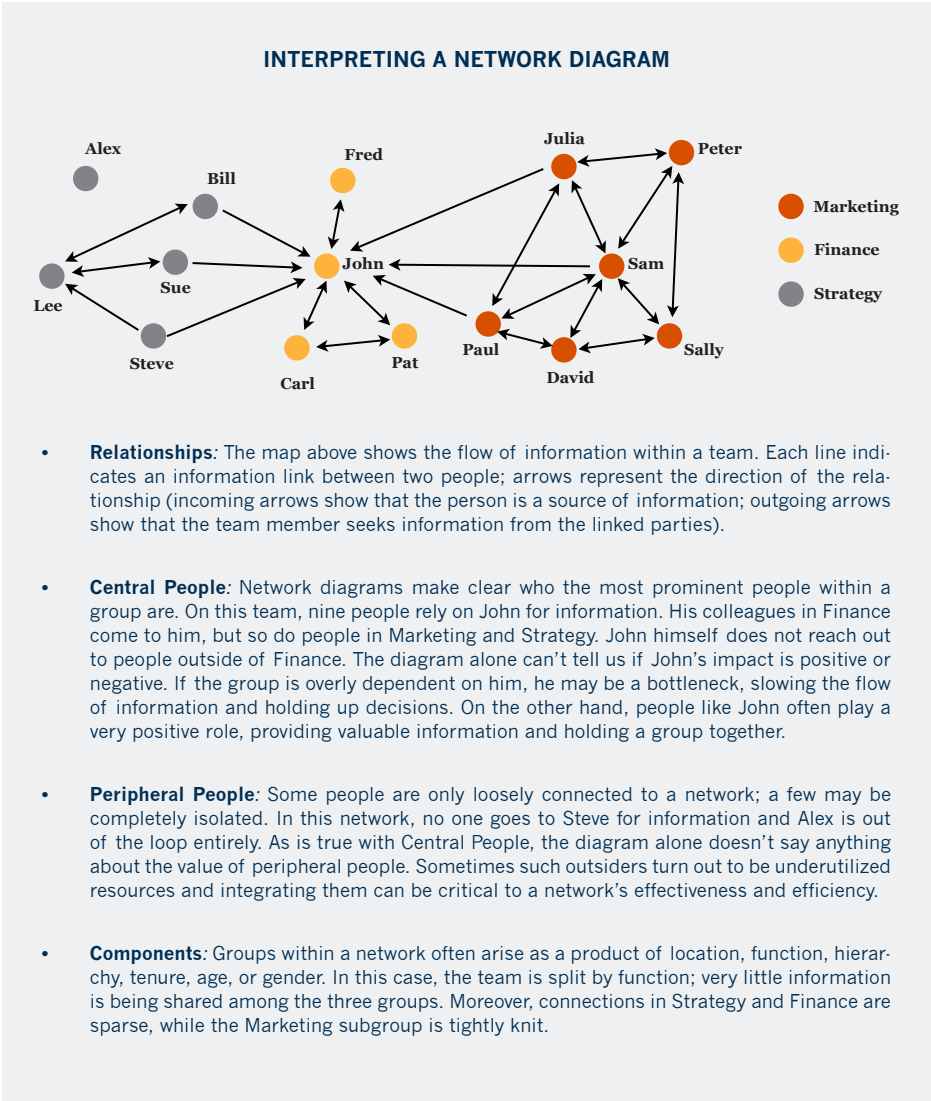 INTERPRETING A NETWORK DIAGRAM
Alex
Bill
Fred
Julia
Peter
Marketing
Finance
Strategy
Lee
Sue
John
Sam
Steve
Carl
Pat
Paul
David
Sally
• Relationships: The map above shows the flow of information within a team. Each line indi-
cates an information link between two people; arrows represent the direction of the rela-
tionship (incoming arrows show that the person is a source of information; outgoing arrows
show that the team member seeks information from the linked parties).
• Central People: Network diagrams make clear who the most prominent people within a
group are. On this team, nine people rely on John for information. His colleagues in Finance
come to him, but so do people in Marketing and Strategy. John himself does not reach out
to people outside of Finance. The diagram alone can't tell us if John's impact is positive or
negative. If the group is overly dependent on him, he may be a bottleneck, slowing the flow
of information and holding up decisions. On the other hand, people like John often play a
very positive role, providing valuable information and holding a group together.
• Peripheral People: Some people are only loosely connected to a network; a few may be
completely isolated. In this network, no one goes to Steve for information and Alex is out
of the loop entirely. As is true with Central People, the diagram alone doesn't say anything
about the value of peripheral people. Sometimes such outsiders turn out to be underutilized
resources and integrating them can be critical to a network's effectiveness and efficiency.
• Components: Groups within a network often arise as a product of location, function, hierar-
chy, tenure, age, or gender. In this case, the team is split by function; very little information
is being shared among the three groups. Moreover, connections in Strategy and Finance are
sparse, while the Marketing subgroup is tightly knit.